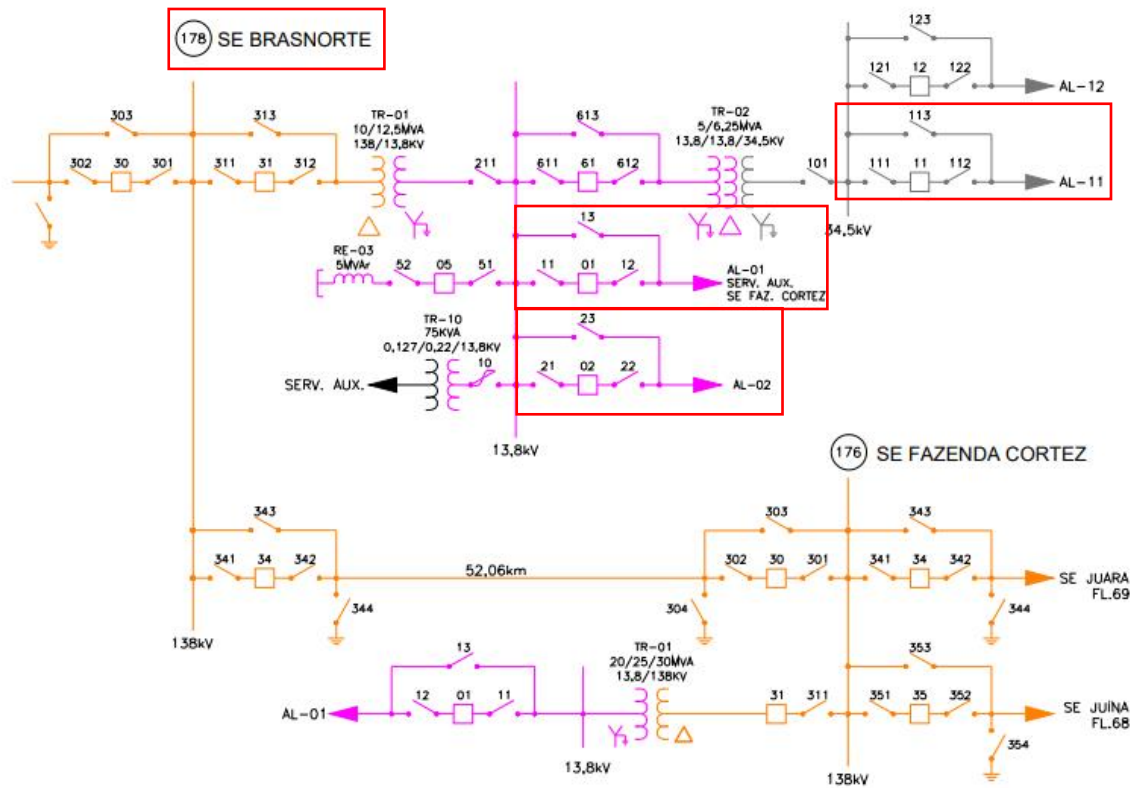 178 SE BRASNORTE
123
121 12 122
AL-12
303
313
TR-01
10/12,5MVA
138/13,8KV
613
TR-02
5/6,25MVA
13,8/13,8/34,5KV
113
302 30 301
311 31 312
211
611 61 612
101
111 11 112
AL-11
34,5kV
13
RE-03
5MVAr
52 05 51
11 01 12
AL-01
SERV. AUX.
SE FAZ. CORTEZ
TR-10
75KVA
0,127/0,22/13,8KV
23
10
SERV. AUX.
21 02 22
AL-02
13,8kV
176 SE FAZENDA CORTEZ
343
303
343
341 34 342
52,06km
302 30 301
341 34 342
SE JUARA
FL.69
344
304
344
138kV
13
TR-01
20/25/30MVA
13,8/138KV
353
AL-01
12 01 11
31 311
351 35 352
SE JUÍNA
FL.68
354
13,8kV
138kV